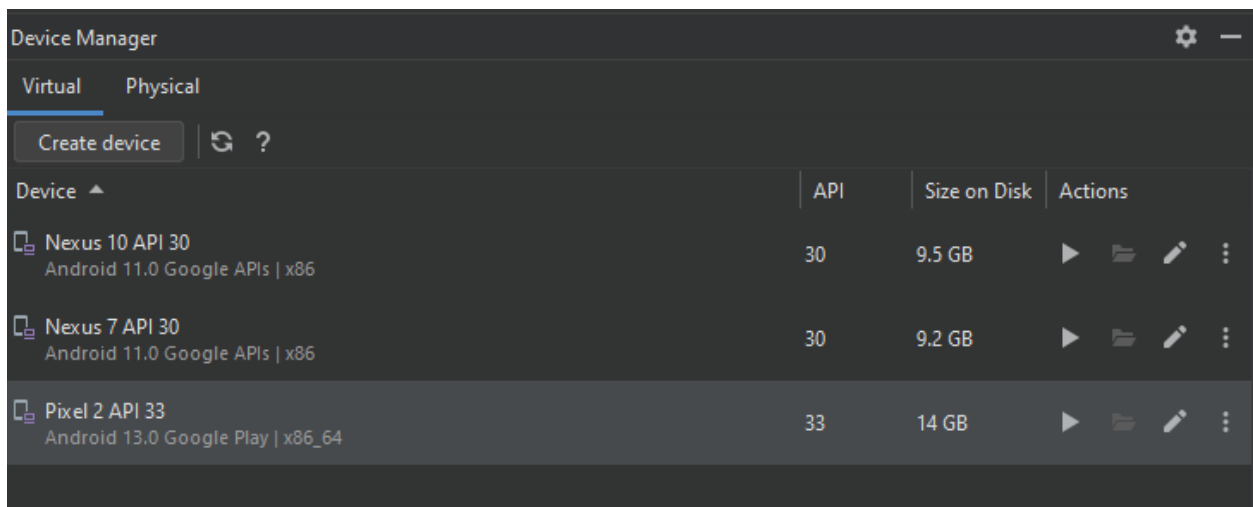 Device Manager
Virtual Physical
Create device ?
Device API Size on Disk Actions
Nexus 10 API 30
Android 11.0 Google APIs | x86
30 9.5 GB
Nexus 7 API 30
Android 11.0 Google APIs | x86
30 9.2 GB
Pixel 2 API 33
Android 13.0 Google Play | x86_64
33 14 GB